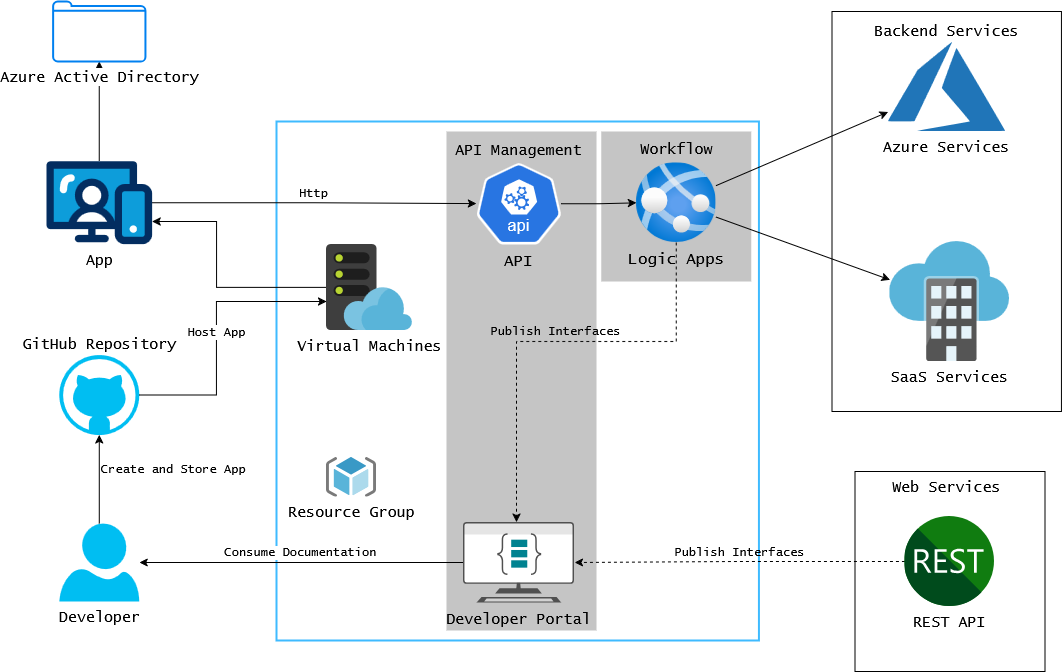 Backend Services
Azure Active Directory
Azure Services
API Management
Workflow
Http
api
API
App
Logic Apps
Host App
Publish Interfaces
GitHub Repository
Virtual Machines
SaaS Services
Create and Store App
Resource Group
Web Services
Consume Documentation
Publish Interfaces
{ }
REST
Developer
Developer Portal
REST API